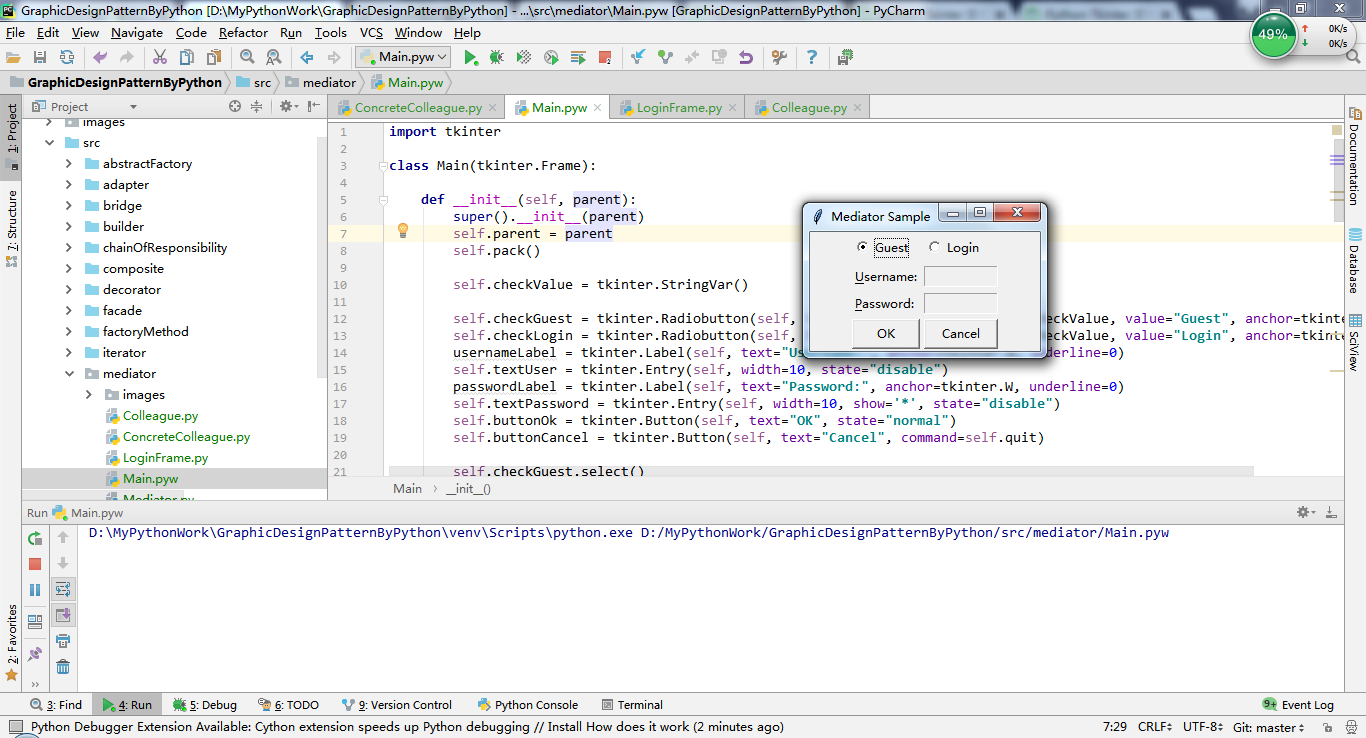 GraphicDesignPatternByPython [D:\MyPythonWork\GraphicDesignPatternByPython] - ...\src\mediator\Main.pyw [GraphicDesignPatternByPython] - PyCharm
File Edit View Navigate Code Refactor Run Tools VCS Window Help
49% 0K/s
0K/s
Main.pyw
GraphicDesignPatternByPython src mediator Main.pyw
1: Project
7: Structure
2: Favorites
Project
images
src
abstractFactory
adapter
bridge
builder
chainOfResponsibility
composite
decorator
facade
factoryMethod
iterator
mediator
images
Colleague.py
ConcreteColleague.py
LoginFrame.py
Main.pyw
Mediator.py
ConcreteColleague.py Main.pyw LoginFrame.py Colleague.py
1 import tkinter
2
3 class Main(tkinter.Frame):
4
5 def __init__(self, parent):
6 super().__init__(parent)
7 self.parent = parent
8 self.pack()
9
10 self.checkValue = tkinter.StringVar()
11
12 self.checkGuest = tkinter.Radiobutton(self, eckValue, value="Guest", anchor=tkinte
13 self.checkLogin = tkinter.Radiobutton(self, eckValue, value="Login", anchor=tkinte
14 usernameLabel = tkinter.Label(self, text="Us underline=0)
15 self.textUser = tkinter.Entry(self, width=10, state="disable")
16 passwordLabel = tkinter.Label(self, text="Password:", anchor=tkinter.W, underline=0)
17 self.textPassword = tkinter.Entry(self, width=10, show='*', state="disable")
18 self.buttonOk = tkinter.Button(self, text="OK", state="normal")
19 self.buttonCancel = tkinter.Button(self, text="Cancel", command=self.quit)
20
21 self.checkGuest.select()
Main __init__()
Mediator Sample
Guest Login
Username:
Password:
OK Cancel
Documentation
Database
SciView
Run Main.pyw
D:\MyPythonWork\GraphicDesignPatternByPython\venv\Scripts\python.exe D:/MyPythonWork/GraphicDesignPatternByPython/src/mediator/Main.pyw
3: Find 4: Run 5: Debug 6: TODO 9: Version Control Python Console Terminal 9+ Event Log
Python Debugger Extension Available: Cython extension speeds up Python debugging // Install How does it work (2 minutes ago) 7:29 CRLF UTF-8 Git: master